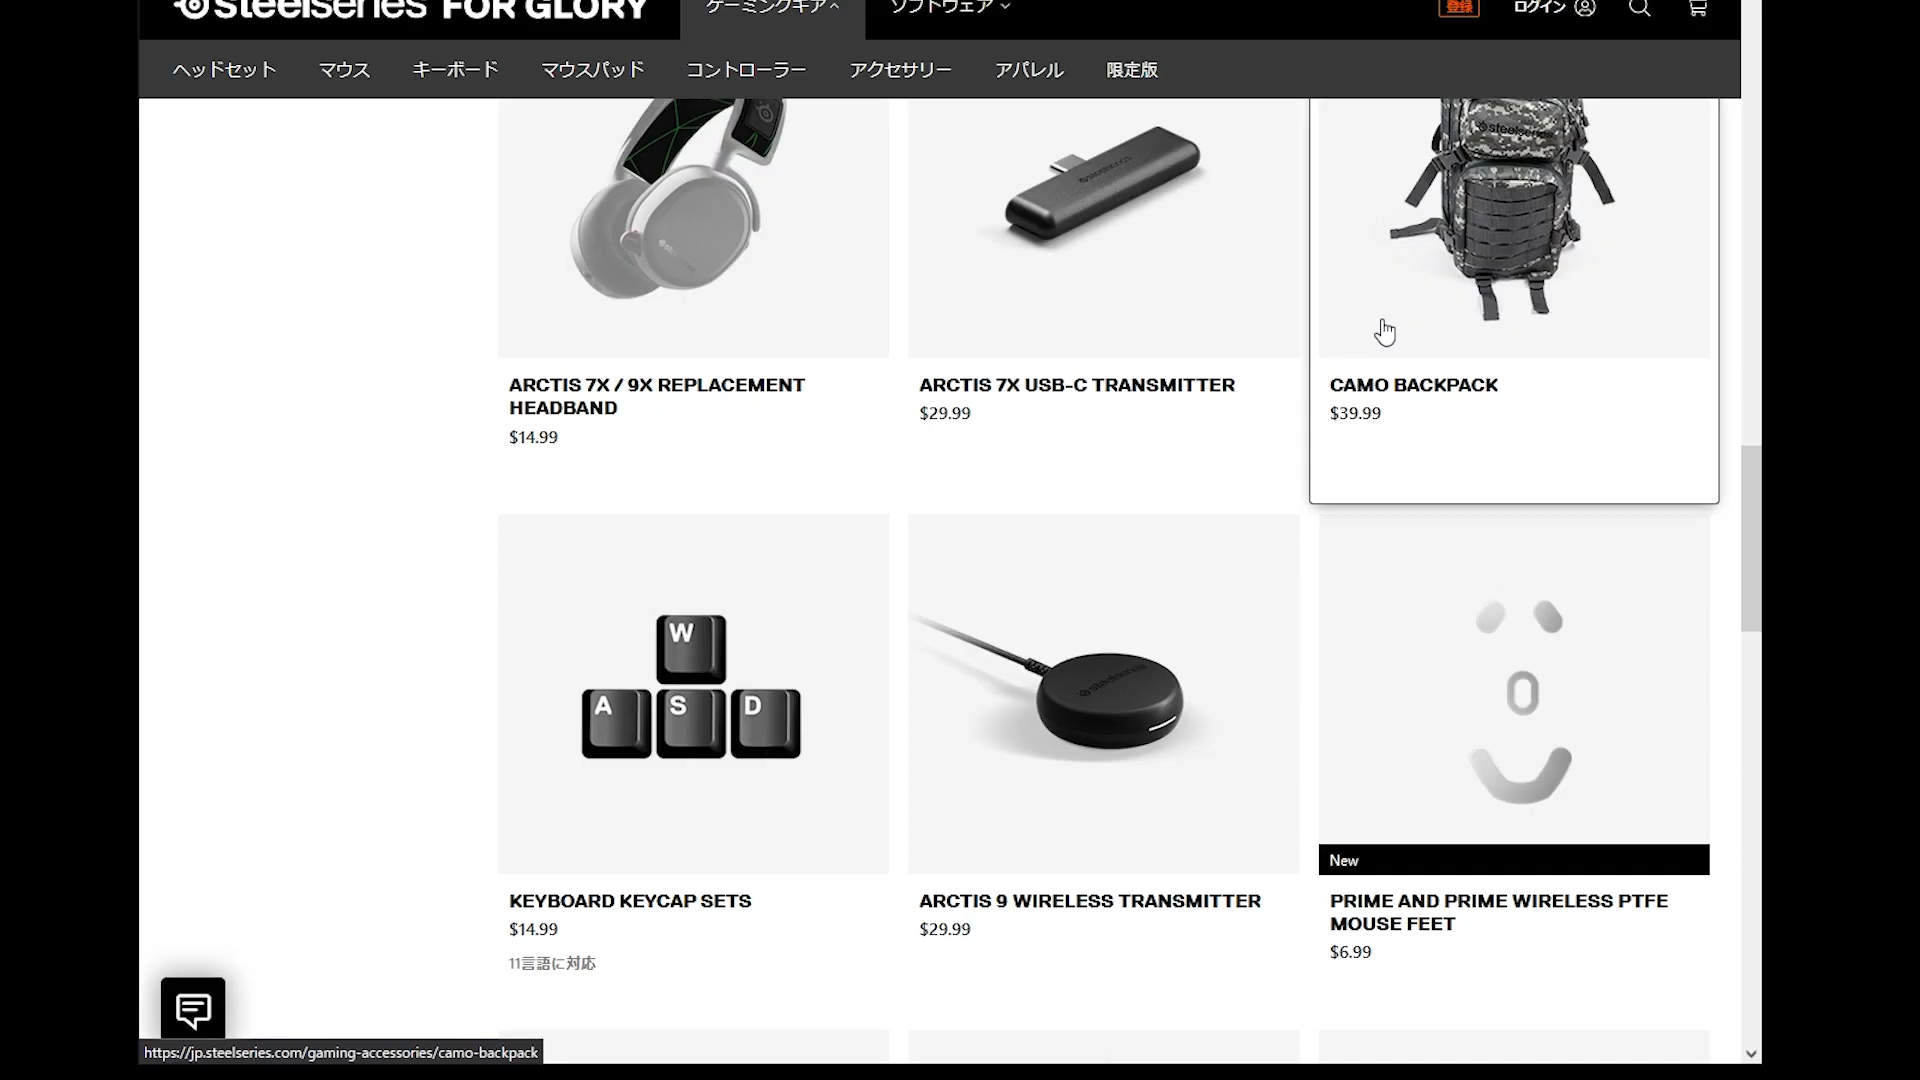 steelseries FOR GLORY
ゲーミングギア
ソフトウェア
登録
ログイン
ヘッドセット
マウス
キーボード
マウスパッド
コントローラー
アクセサリー
アパレル
限定版
steelseries
steelseries
ARCTIS 7X / 9X REPLACEMENT
HEADBAND
$14.99
ARCTIS 7X USB-C TRANSMITTER
$29.99
CAMO BACKPACK
$39.99
W
A
S
D
steelseries
New
KEYBOARD KEYCAP SETS
$14.99
11言語に対応
ARCTIS 9 WIRELESS TRANSMITTER
$29.99
PRIME AND PRIME WIRELESS PTFE
MOUSE FEET
$6.99
https://jp.steelseries.com/gaming-accessories/camo-backpack